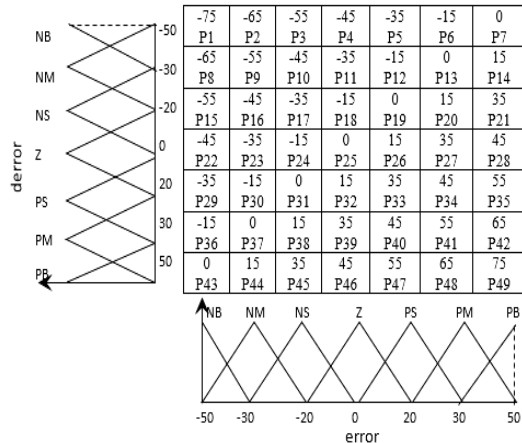 -75 -65 -55 -45 -35 -15 0
P1 P2 P3 P4 P5 P6 P7
-65 -55 -45 -35 -15 0 15
P8 P9 P10 P11 P12 P13 P14
-55 -45 -35 -15 0 15 35
P15 P16 P17 P18 P19 P20 P21
-45 -35 -15 0 15 35 45
P22 P23 P24 P25 P26 P27 P28
-35 -15 0 15 35 45 55
P29 P30 P31 P32 P33 P34 P35
-15 0 15 35 45 55 65
P36 P37 P38 P39 P40 P41 P42
0 15 35 45 55 65 75
P43 P44 P45 P46 P47 P48 P49
derror
NB
NM
NS
Z
PS
PM
PB
-50
-30
-20
0
20
30
50
NB NM NS Z PS PM PB
-50 -30 -20 0 20 30 50
error